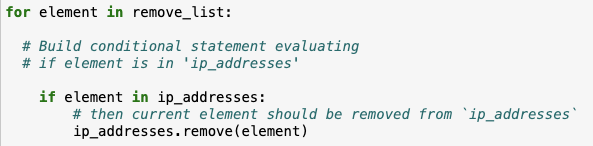 for element in remove_list:
# Build conditional statement evaluating
# if element is in 'ip_addresses'
if element in ip_addresses:
# then current element should be removed from `ip_addresses`
ip_addresses.remove(element)